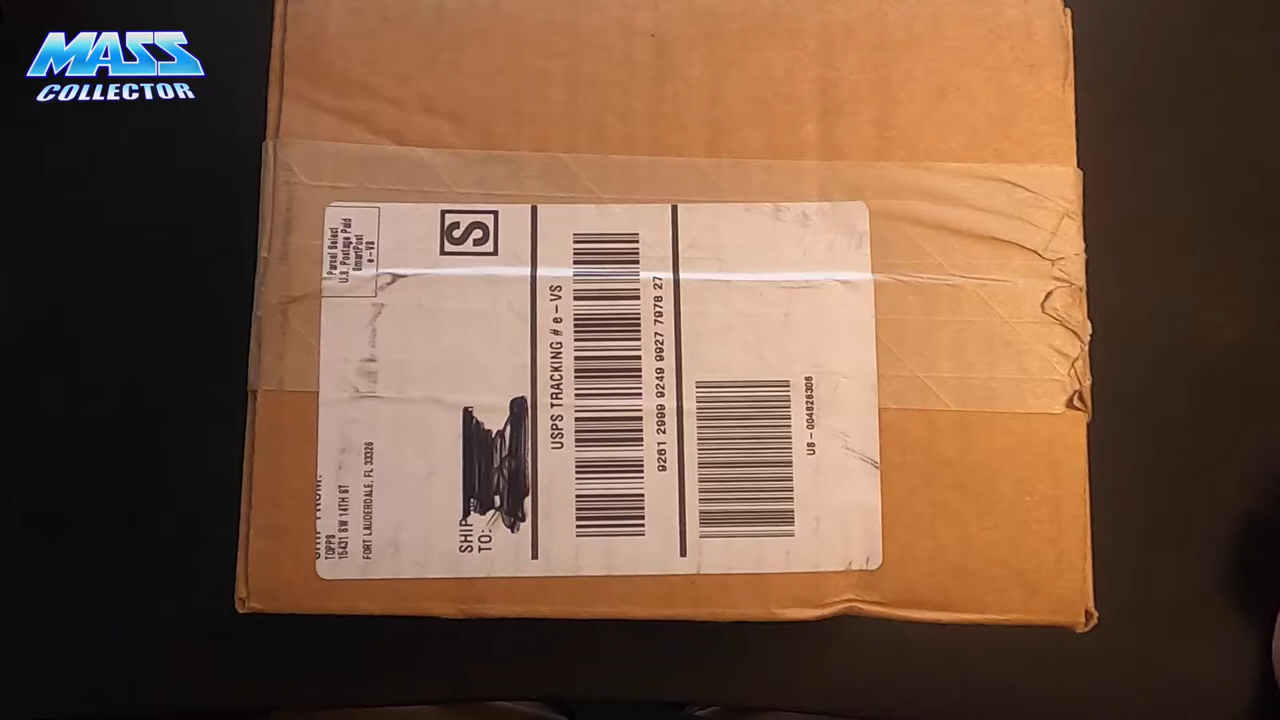 MASS
COLLECTOR
Parcel Select
U.S. Postage Paid
SmartPost
e-VS
S
SHIP FROM:
TOPPS
15431 SW 14TH ST
FORT LAUDERDALE, FL 33326
SHIP
TO:
USPS TRACKING # e-VS
9261 2999 9249 9927 7978 27
US-004826306